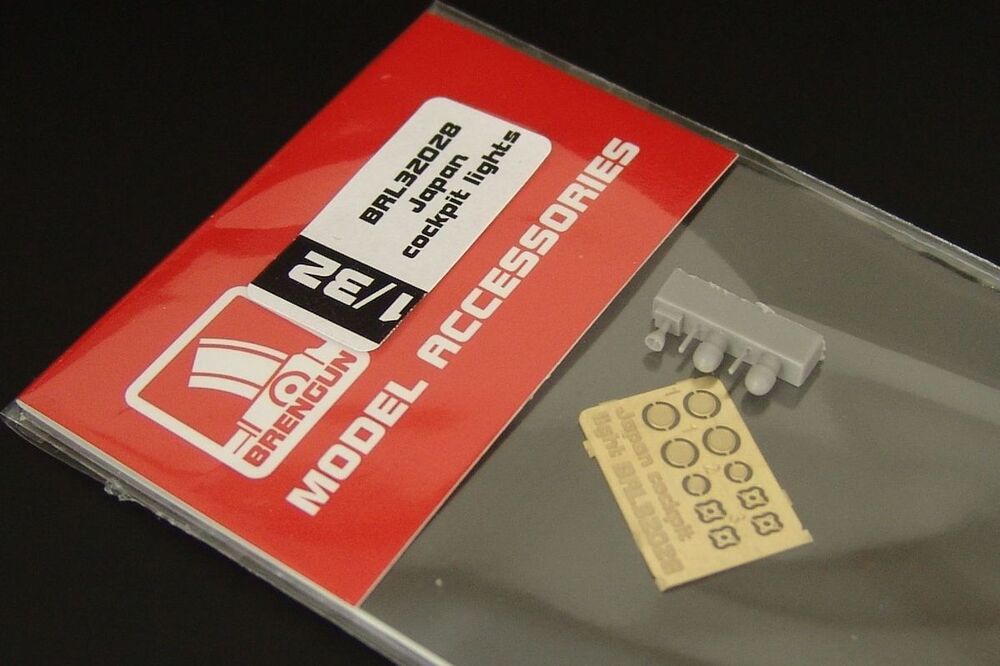 BRL32028
Japan
cockpit lights
1/32
BRENGUN
MODEL ACCESSORIES
Japan cockpit
light BRL32028